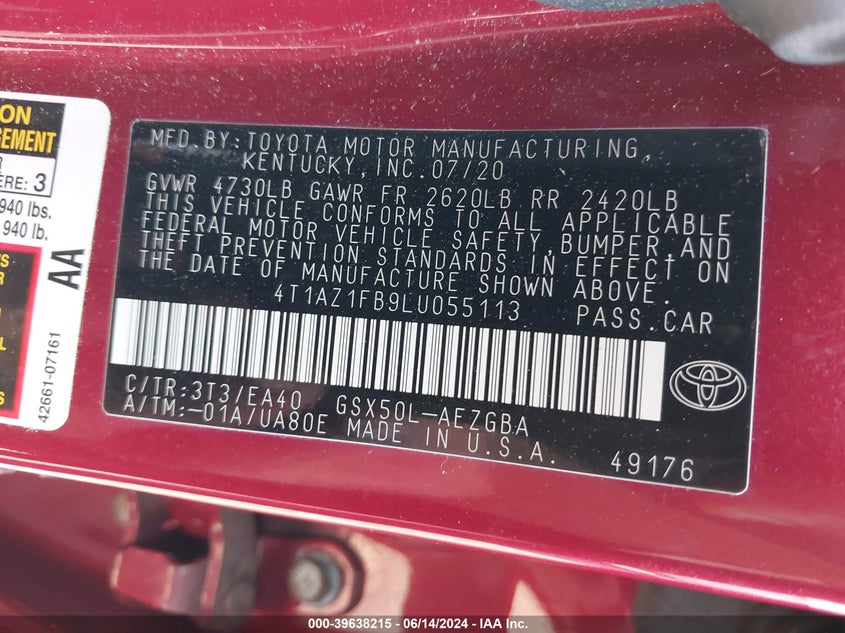 ON
GEMENT
R
ERE: 3
940 lbs.
940 lb.
AA
42661-07161
MFD.BY:TOYOTA MOTOR MANUFACTURING,
KENTUCKY, INC. 07/20
GVWR 4730LB GAWR FR 2620LB RR 2420LB
THIS VEHICLE CONFORMS TO ALL APPLICABLE
FEDERAL MOTOR VEHICLE SAFETY, BUMPER, AND
THEFT PREVENTION STANDARDS IN EFFECT ON
THE DATE OF MANUFACTURE SHOWN ABOVE.
4T1AZ1FB9LU055113 PASS.CAR
C/TR:3T3/EA40 GSX50L-AEZGBA
A/TM:-01A/UA80E MADE IN U.S.A.
49176
000-39638215 - 06/14/2024 - IAA Inc.